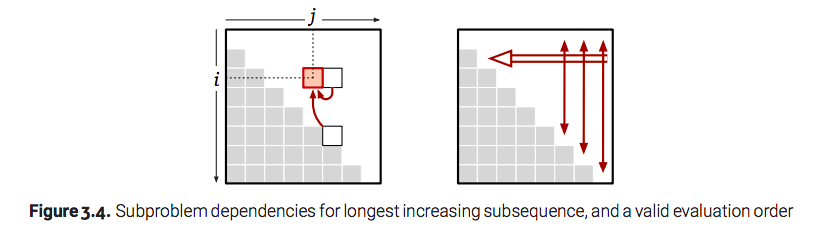 j
i
Figure 3.4. Subproblem dependencies for longest increasing subsequence, and a valid evaluation order